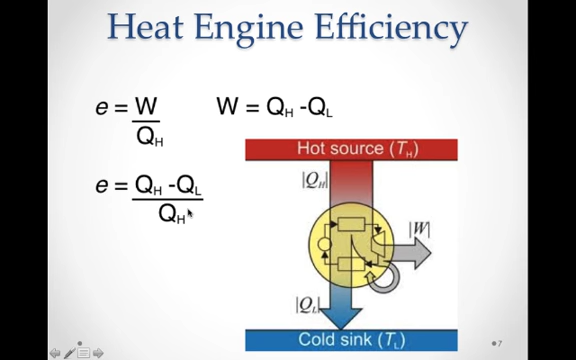 Heat Engine Efficiency
e = W
Q_H
W = Q_H -Q_L
e = Q_H -Q_L
Q_H
Hot source (T_H)
|Q_H|
|W|
|Q_L|
Cold sink (T_L)
7